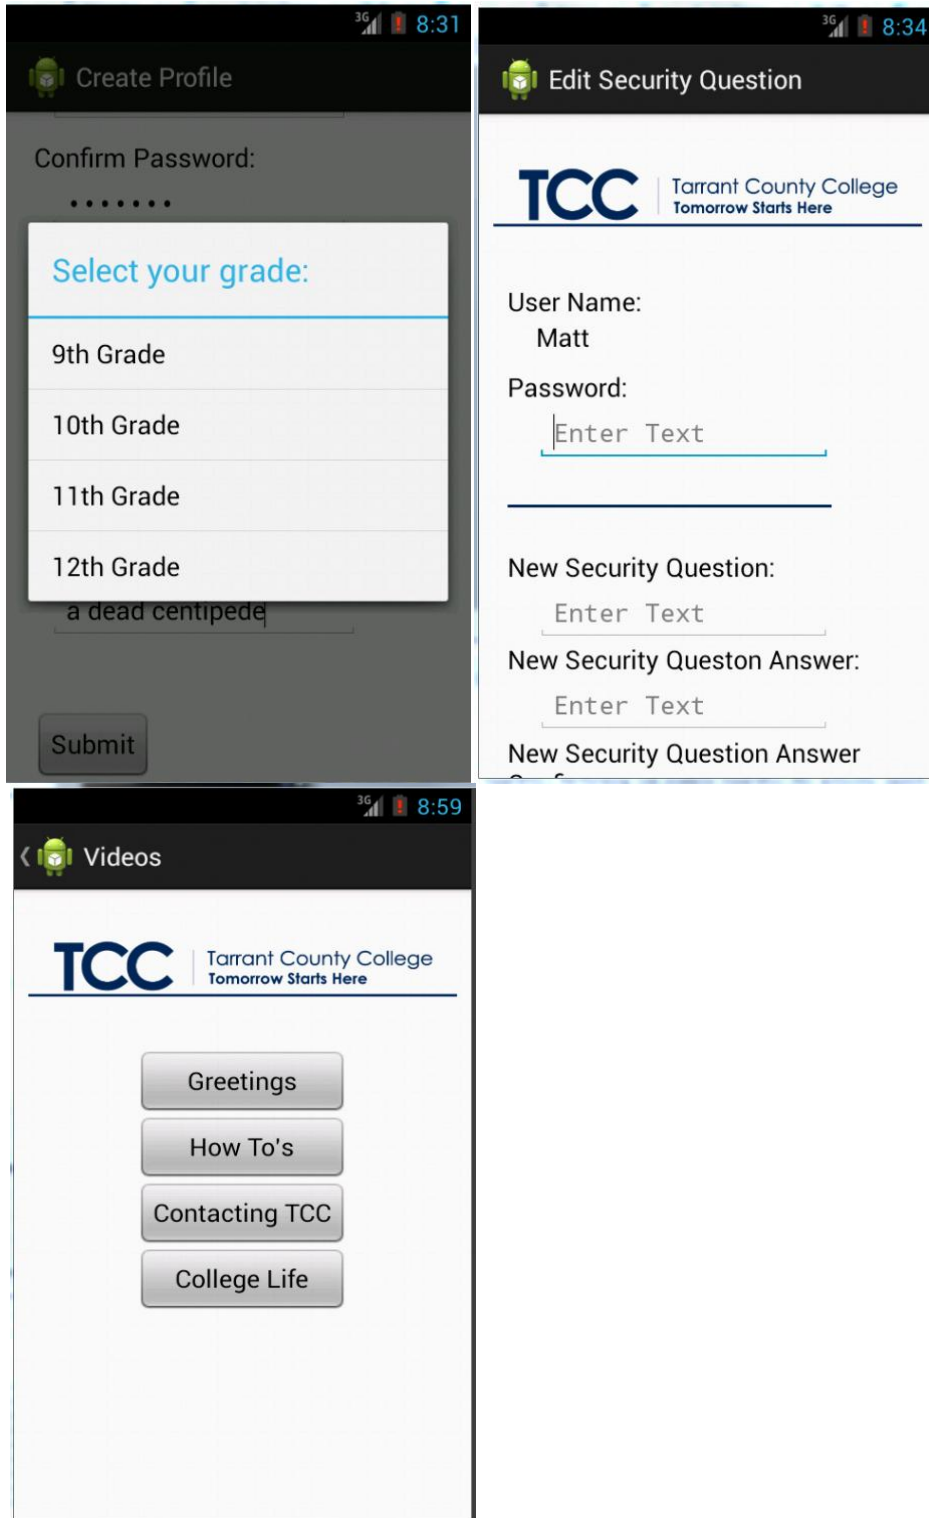 3G 8:31
Create Profile
Confirm Password:
•••••••
Select your grade:
9th Grade
10th Grade
11th Grade
12th Grade
a dead centipede
Submit
3G 8:34
Edit Security Question
TCC Tarrant County College
Tomorrow Starts Here
User Name:
Matt
Password:
Enter Text
New Security Question:
Enter Text
New Security Queston Answer:
Enter Text
New Security Question Answer
3G 8:59
Videos
TCC Tarrant County College
Tomorrow Starts Here
Greetings
How To's
Contacting TCC
College Life